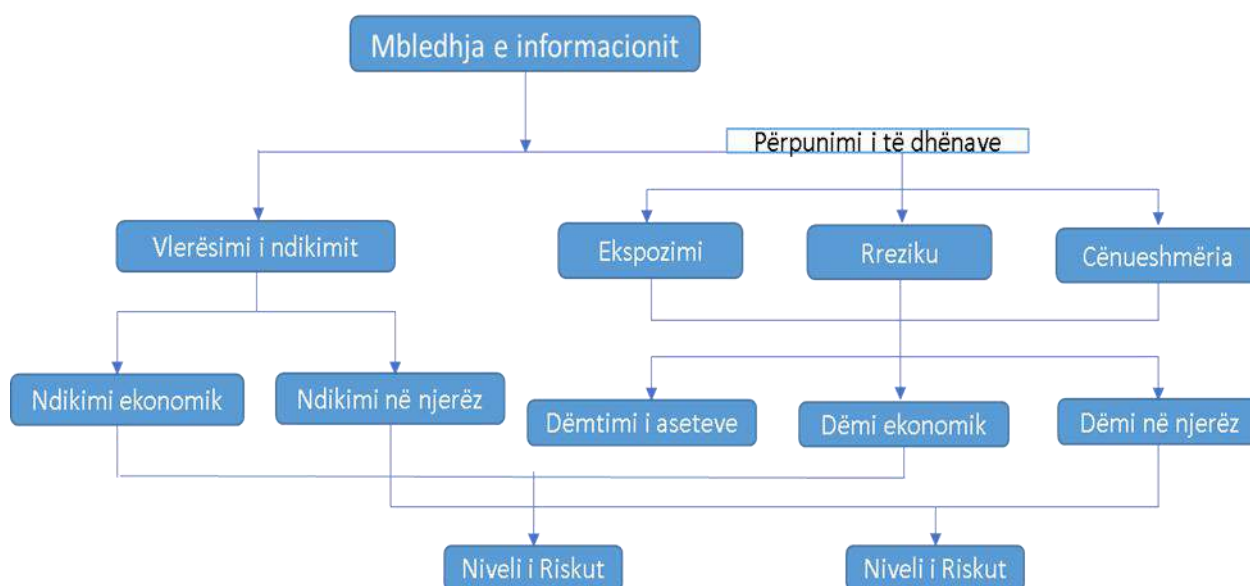 Mbledhja e informacionit
Përpunimi i të dhënave
Vlerësimi i ndikimit
Ekspozimi
Rreziku
Cënueshmëria
Ndikimi ekonomik
Ndikimi në njerëz
Dëmtimi i aseteve
Dëmi ekonomik
Dëmi në njerëz
Niveli i Riskut
Niveli i Riskut